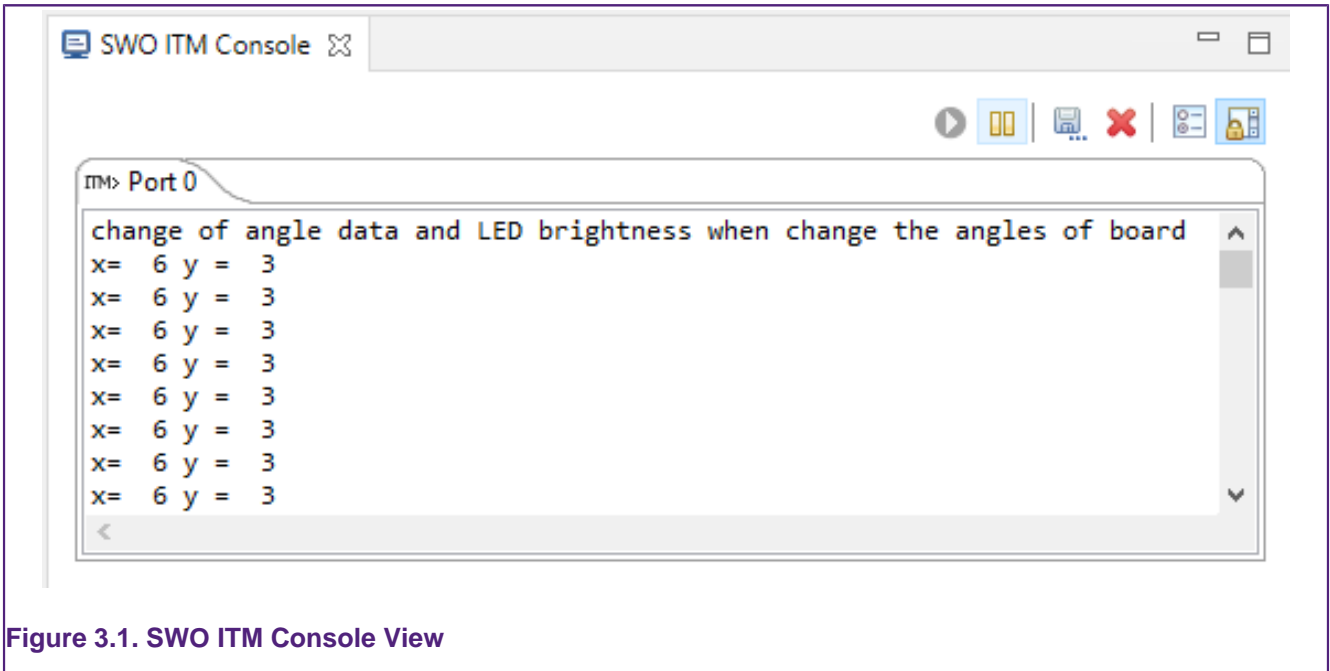 SWO ITM Console
ITM> Port 0
change of angle data and LED brightness when change the angles of board
x=  6 y =  3
x=  6 y =  3
x=  6 y =  3
x=  6 y =  3
x=  6 y =  3
x=  6 y =  3
x=  6 y =  3
x=  6 y =  3
Figure 3.1. SWO ITM Console View